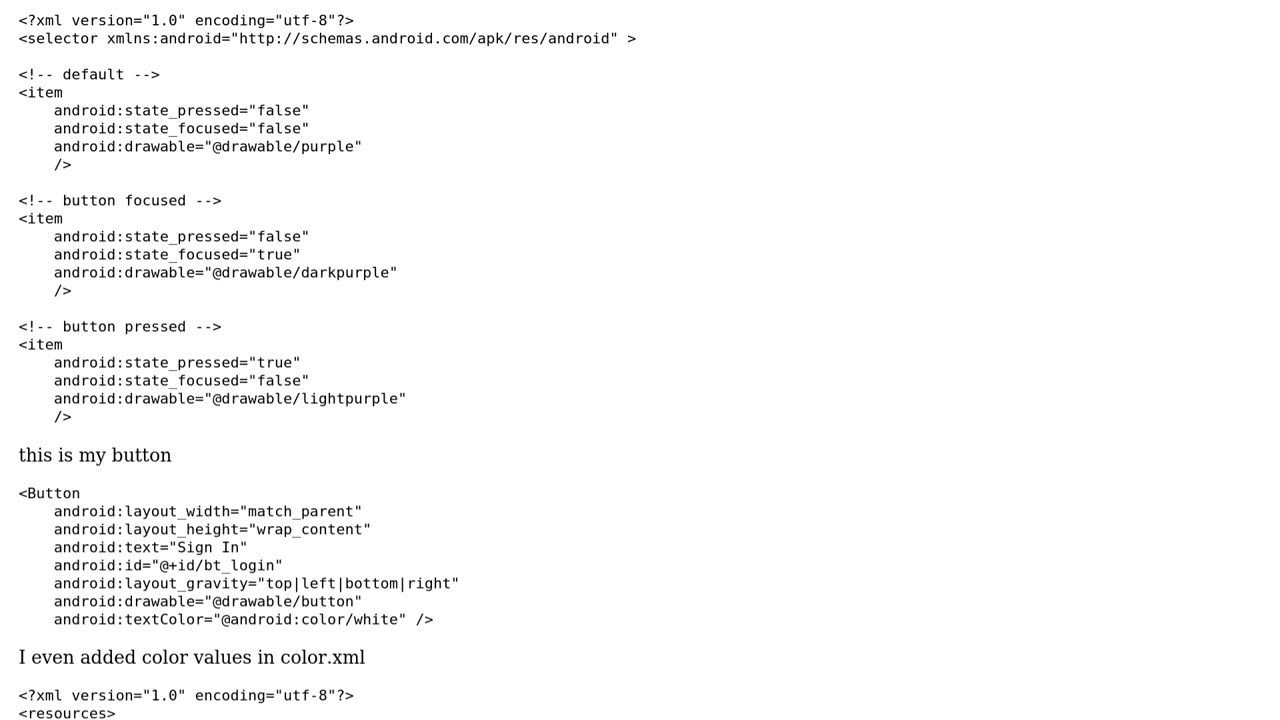 <?xml version="1.0" encoding="utf-8"?>
<selector xmlns:android="http://schemas.android.com/apk/res/android" >

<!-- default -->
<item
    android:state_pressed="false"
    android:state_focused="false"
    android:drawable="@drawable/purple"
    />

<!-- button focused -->
<item
    android:state_pressed="false"
    android:state_focused="true"
    android:drawable="@drawable/darkpurple"
    />

<!-- button pressed -->
<item
    android:state_pressed="true"
    android:state_focused="false"
    android:drawable="@drawable/lightpurple"
    />

this is my button

<Button
    android:layout_width="match_parent"
    android:layout_height="wrap_content"
    android:text="Sign In"
    android:id="@+id/bt_login"
    android:layout_gravity="top|left|bottom|right"
    android:drawable="@drawable/button"
    android:textColor="@android:color/white" />

I even added color values in color.xml

<?xml version="1.0" encoding="utf-8"?>
<resources>